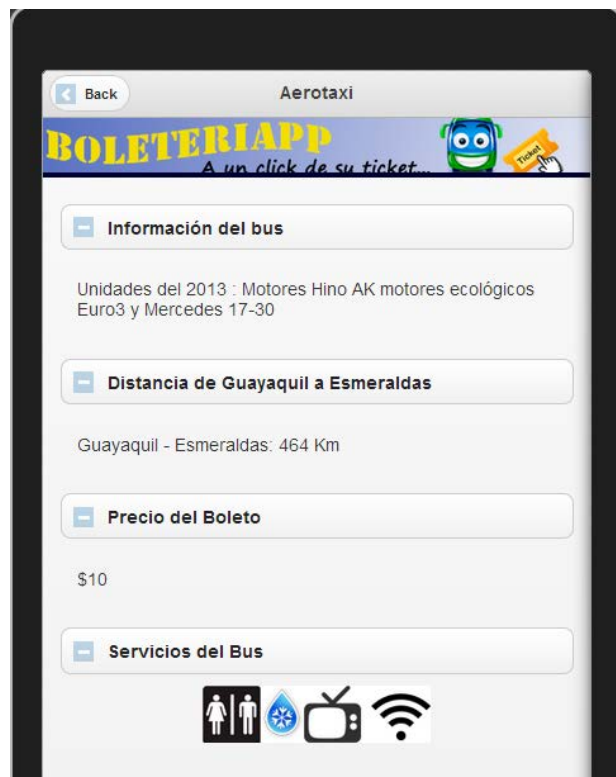 Back
Aerotaxi
BOLETERIAPP
A un click de su ticket...
Ticket
Información del bus
Unidades del 2013 : Motores Hino AK motores ecológicos
Euro3 y Mercedes 17-30
Distancia de Guayaquil a Esmeraldas
Guayaquil - Esmeraldas: 464 Km
Precio del Boleto
$10
Servicios del Bus